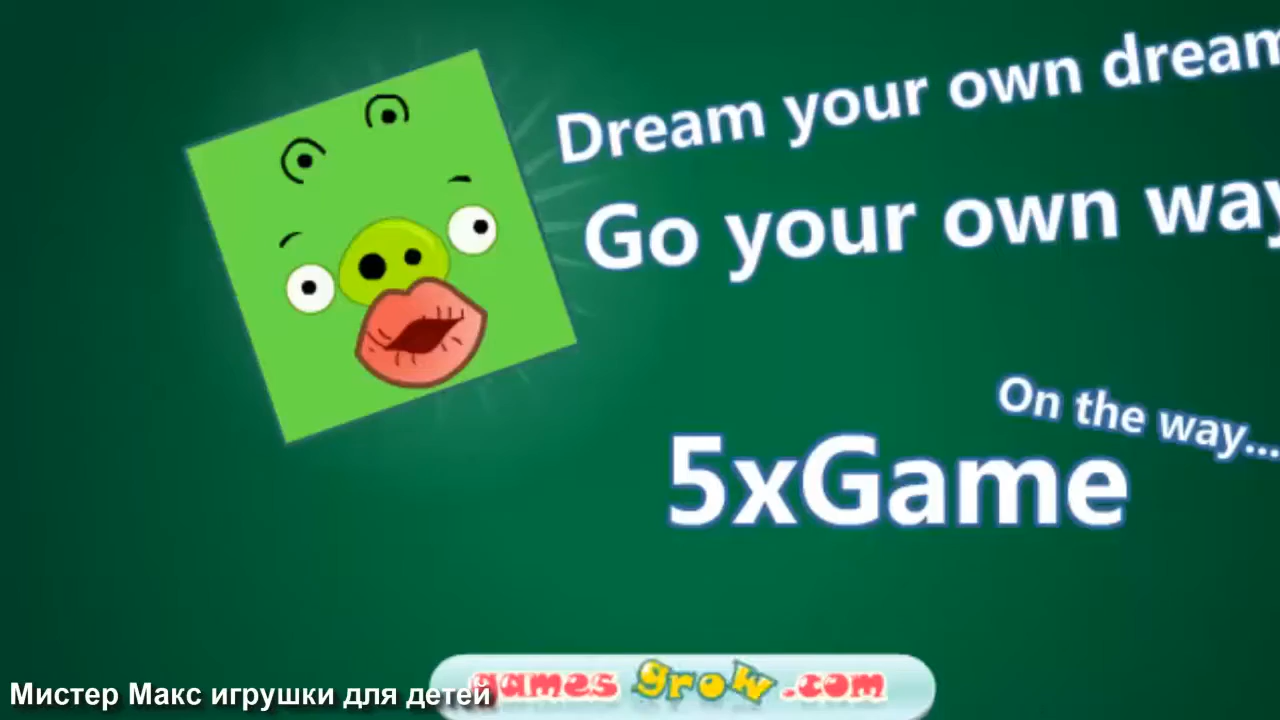 Dream your own dream
Go your own way
On the way...
5xGame
games grow .com
Мистер Макс игрушки для детей